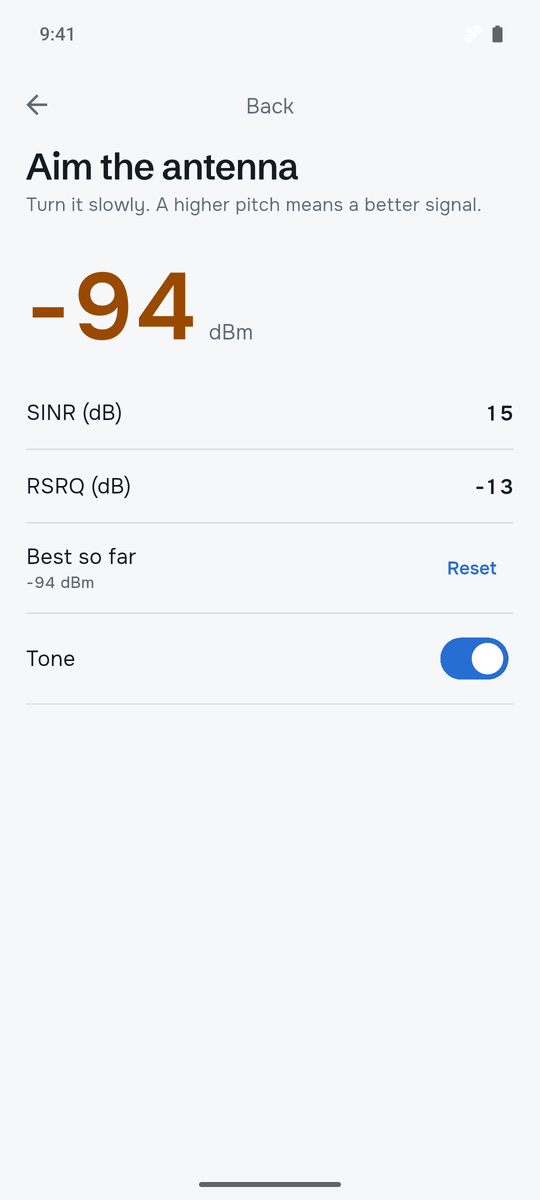 9:41
Back
Aim the antenna
Turn it slowly. A higher pitch means a better signal.
-94 dBm
SINR (dB) 15
RSRQ (dB) -13
Best so far
-94 dBm
Reset
Tone